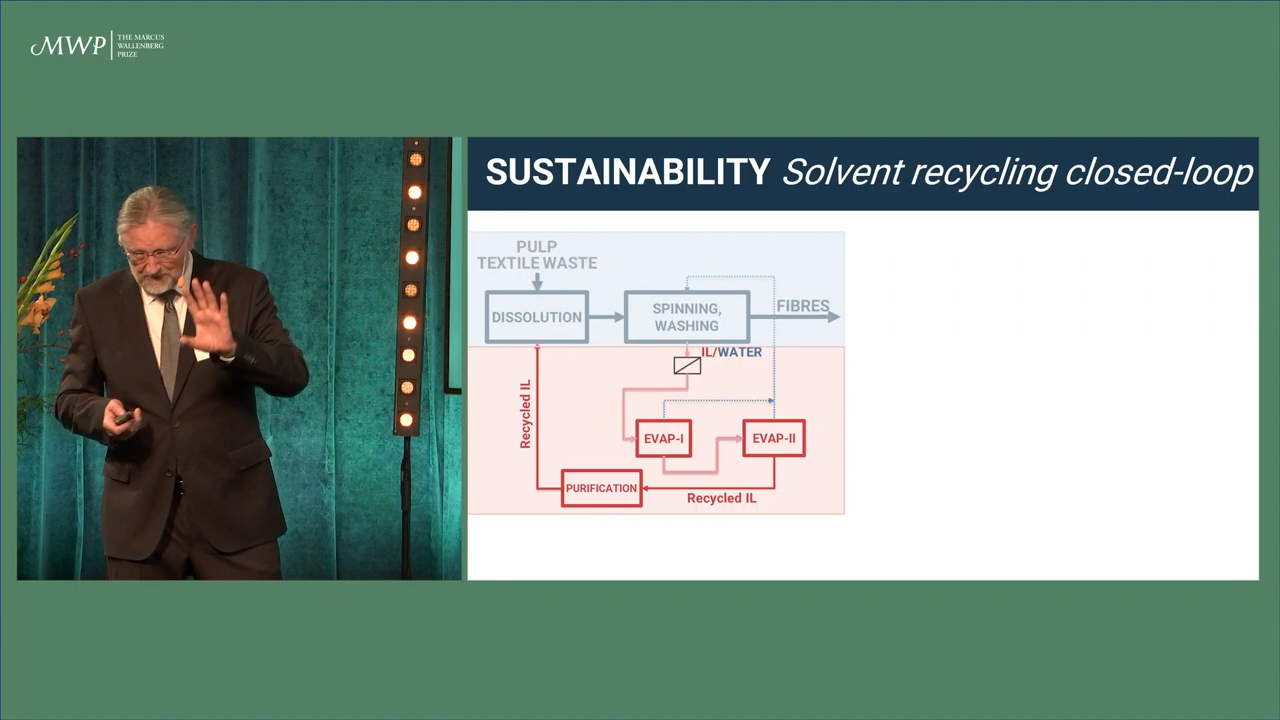 MWP
THE MARCUS
WALLENBERG
PRIZE
SUSTAINABILITY Solvent recycling closed-loop
PULP
TEXTILE WASTE
DISSOLUTION
SPINNING,
WASHING
FIBRES
IL/WATER
Recycled IL
EVAP-I
EVAP-II
PURIFICATION
Recycled IL